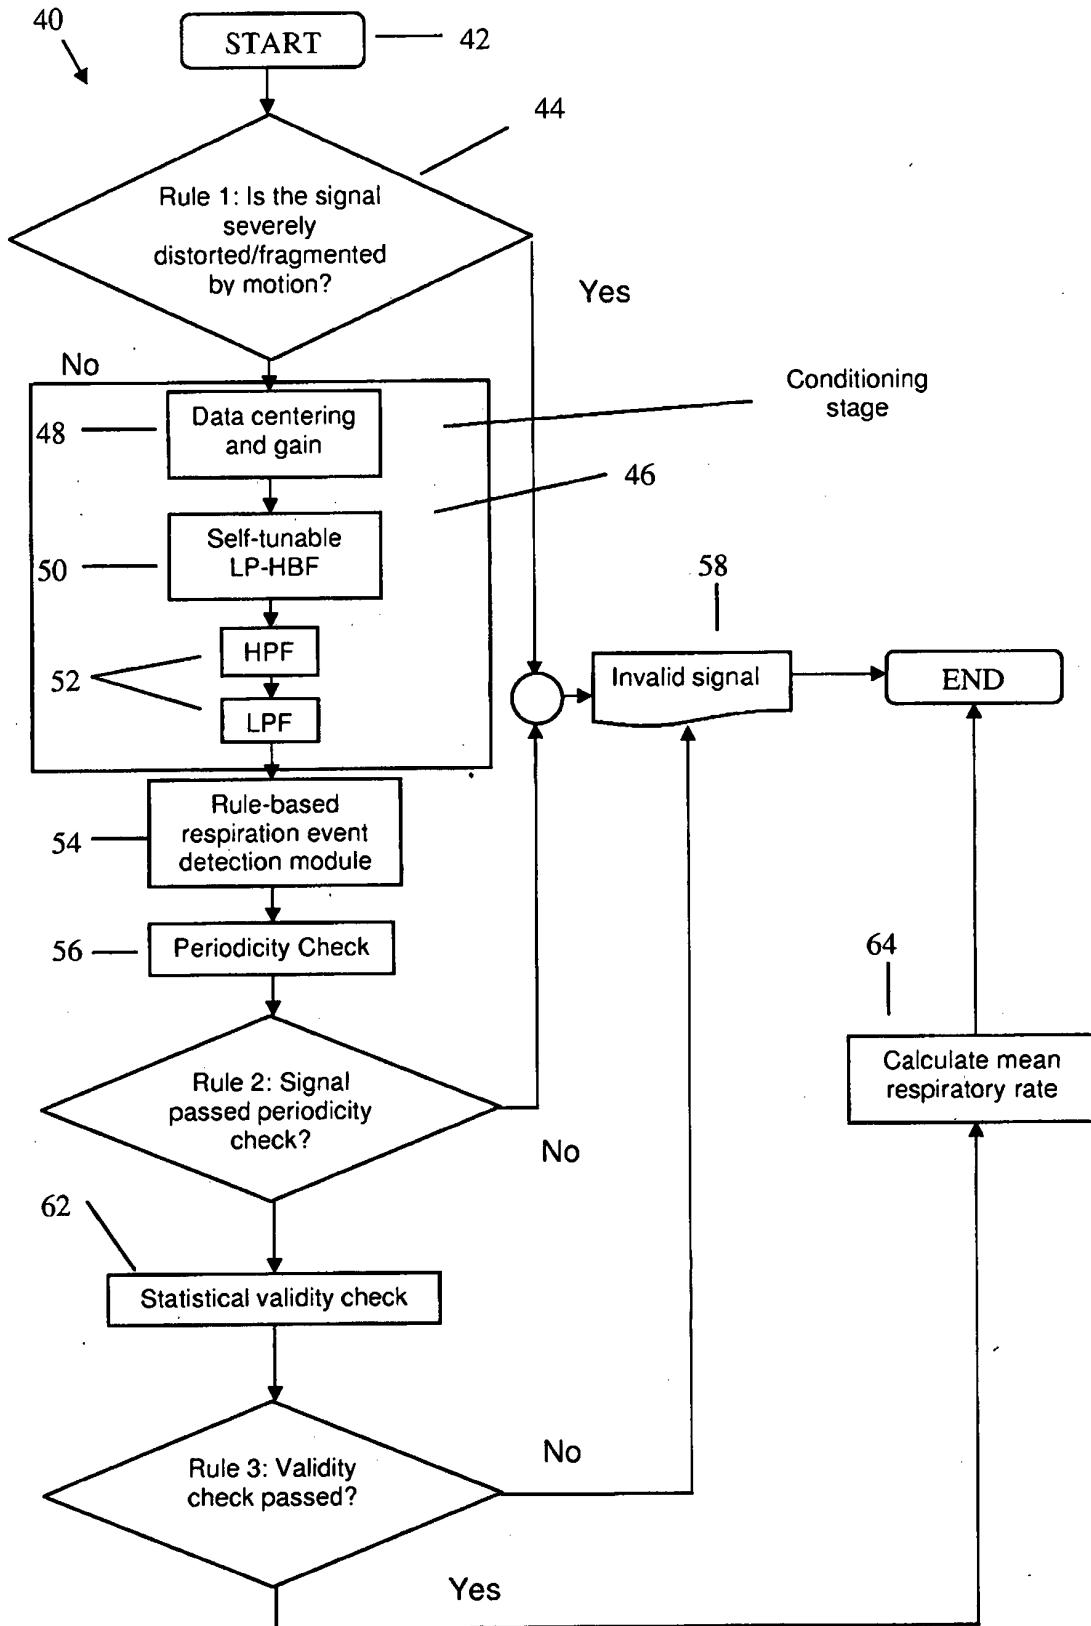 40
START
42
44
Rule 1: Is the signal
severely
distorted/fragmented
by motion?
Yes
No
Conditioning
stage
48
Data centering
and gain
46
50
Self-tunable
LP-HBF
58
52
HPF
LPF
Invalid signal
END
54
Rule-based
respiration event
detection module
56
Periodicity Check
64
Calculate mean
respiratory rate
Rule 2: Signal
passed periodicity
check?
No
62
Statistical validity check
Rule 3: Validity
check passed?
No
Yes